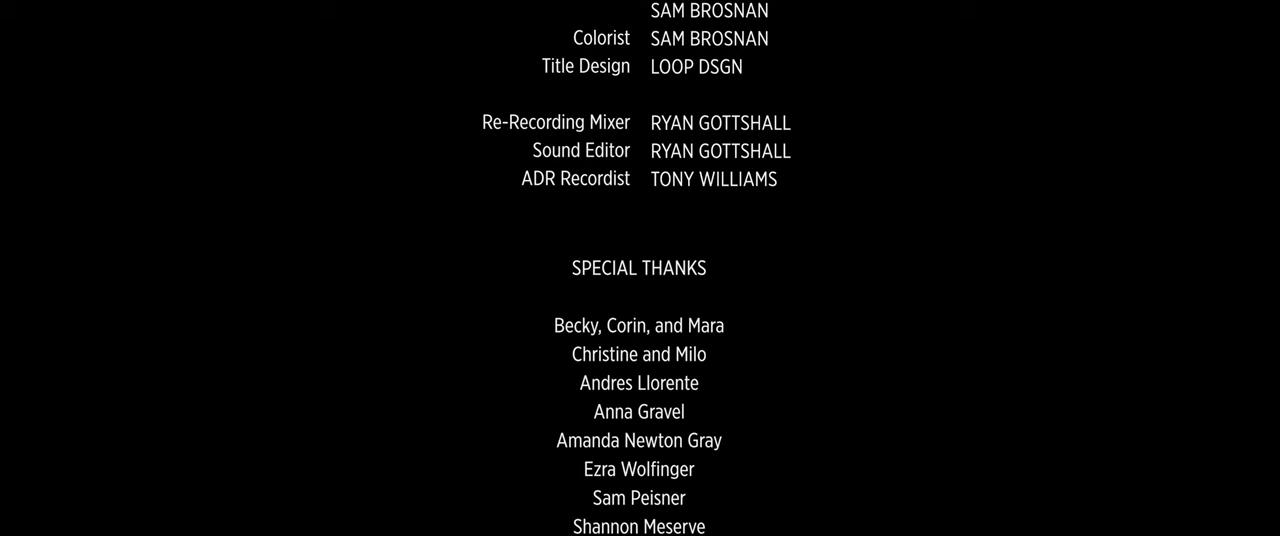 SAM BROSNAN
Colorist SAM BROSNAN
Title Design LOOP DSGN
Re-Recording Mixer RYAN GOTTSHALL
Sound Editor RYAN GOTTSHALL
ADR Recordist TONY WILLIAMS
SPECIAL THANKS
Becky, Corin, and Mara
Christine and Milo
Andres Llorente
Anna Gravel
Amanda Newton Gray
Ezra Wolfinger
Sam Peisner
Shannon Meserve